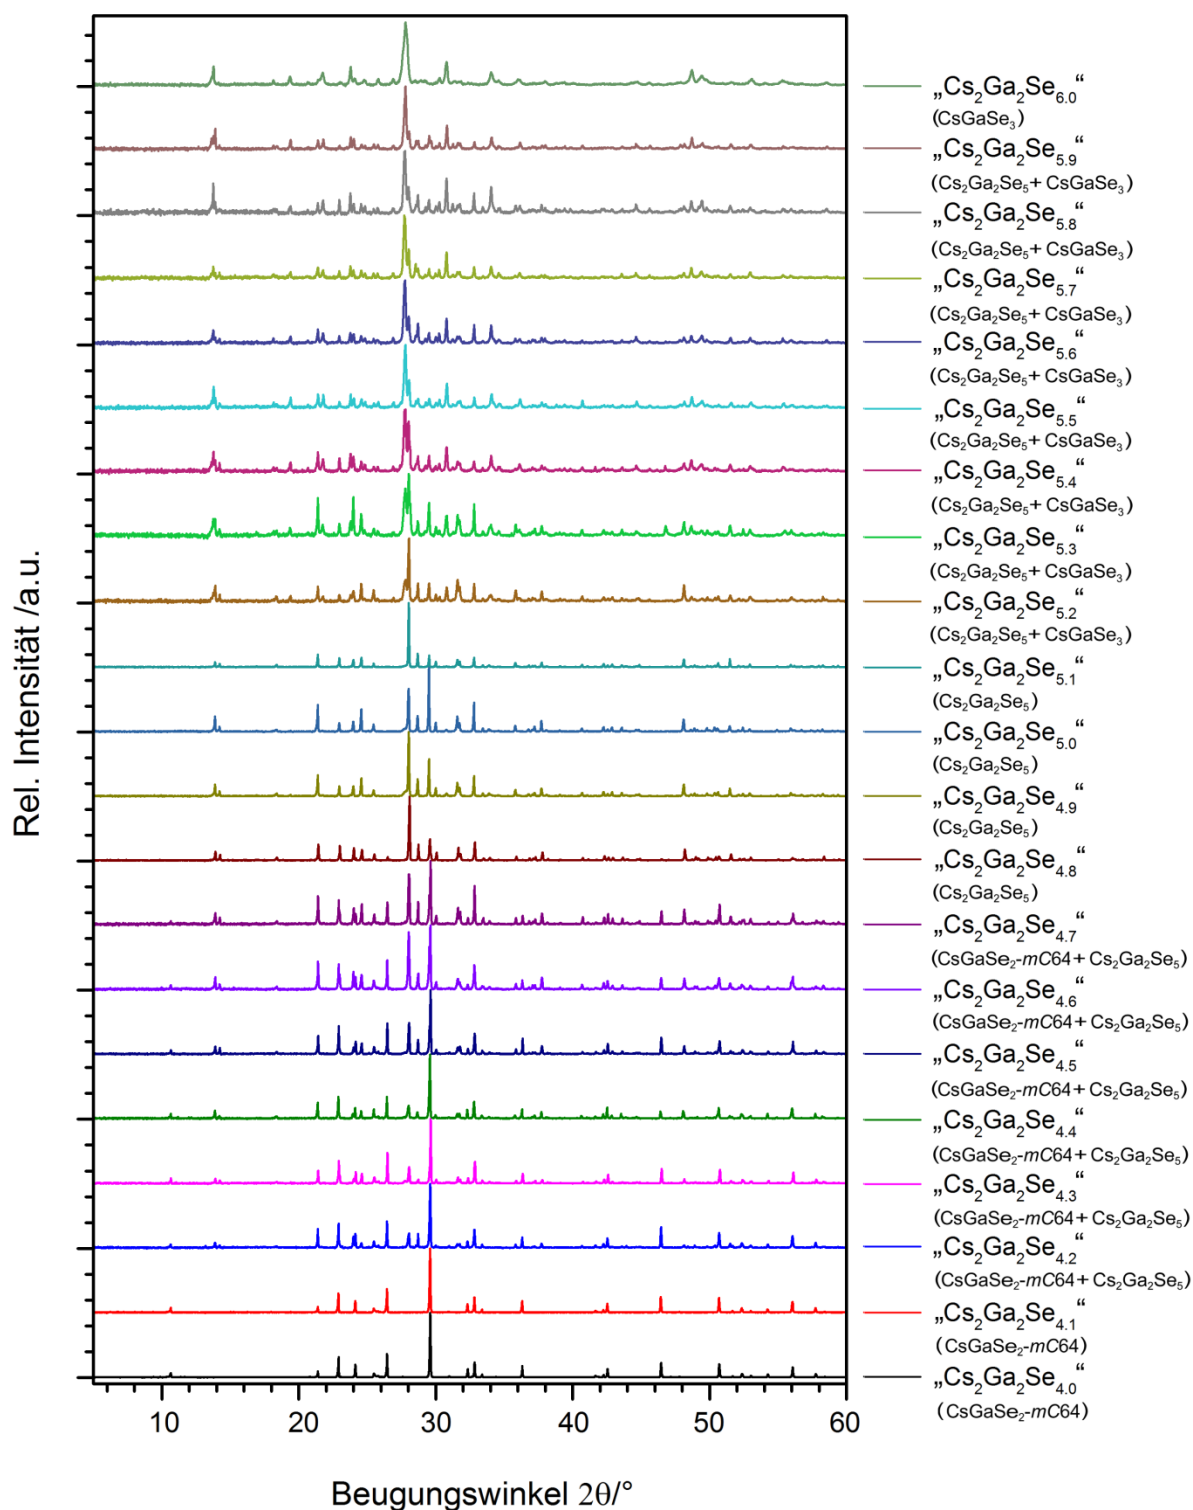 Rel. Intensität /a.u.
„Cs₂Ga₂Se₆.₀“
(CsGaSe₃)
„Cs₂Ga₂Se₅.₉“
(Cs₂Ga₂Se₅+ CsGaSe₃)
„Cs₂Ga₂Se₅.₈“
(Cs₂Ga₂Se₅+ CsGaSe₃)
„Cs₂Ga₂Se₅.₇“
(Cs₂Ga₂Se₅+ CsGaSe₃)
„Cs₂Ga₂Se₅.₆“
(Cs₂Ga₂Se₅+ CsGaSe₃)
„Cs₂Ga₂Se₅.₅“
(Cs₂Ga₂Se₅+ CsGaSe₃)
„Cs₂Ga₂Se₅.₄“
(Cs₂Ga₂Se₅+ CsGaSe₃)
„Cs₂Ga₂Se₅.₃“
(Cs₂Ga₂Se₅+ CsGaSe₃)
„Cs₂Ga₂Se₅.₂“
(Cs₂Ga₂Se₅+ CsGaSe₃)
„Cs₂Ga₂Se₅.₁“
(Cs₂Ga₂Se₅)
„Cs₂Ga₂Se₅.₀“
(Cs₂Ga₂Se₅)
„Cs₂Ga₂Se₄.₉“
(Cs₂Ga₂Se₅)
„Cs₂Ga₂Se₄.₈“
(Cs₂Ga₂Se₅)
„Cs₂Ga₂Se₄.₇“
(CsGaSe₂-mC64+ Cs₂Ga₂Se₅)
„Cs₂Ga₂Se₄.₆“
(CsGaSe₂-mC64+ Cs₂Ga₂Se₅)
„Cs₂Ga₂Se₄.₅“
(CsGaSe₂-mC64+ Cs₂Ga₂Se₅)
„Cs₂Ga₂Se₄.₄“
(CsGaSe₂-mC64+ Cs₂Ga₂Se₅)
„Cs₂Ga₂Se₄.₃“
(CsGaSe₂-mC64+ Cs₂Ga₂Se₅)
„Cs₂Ga₂Se₄.₂“
(CsGaSe₂-mC64+ Cs₂Ga₂Se₅)
„Cs₂Ga₂Se₄.₁“
(CsGaSe₂-mC64)
„Cs₂Ga₂Se₄.₀“
(CsGaSe₂-mC64)
10 20 30 40 50 60
Beugungswinkel 2θ/°